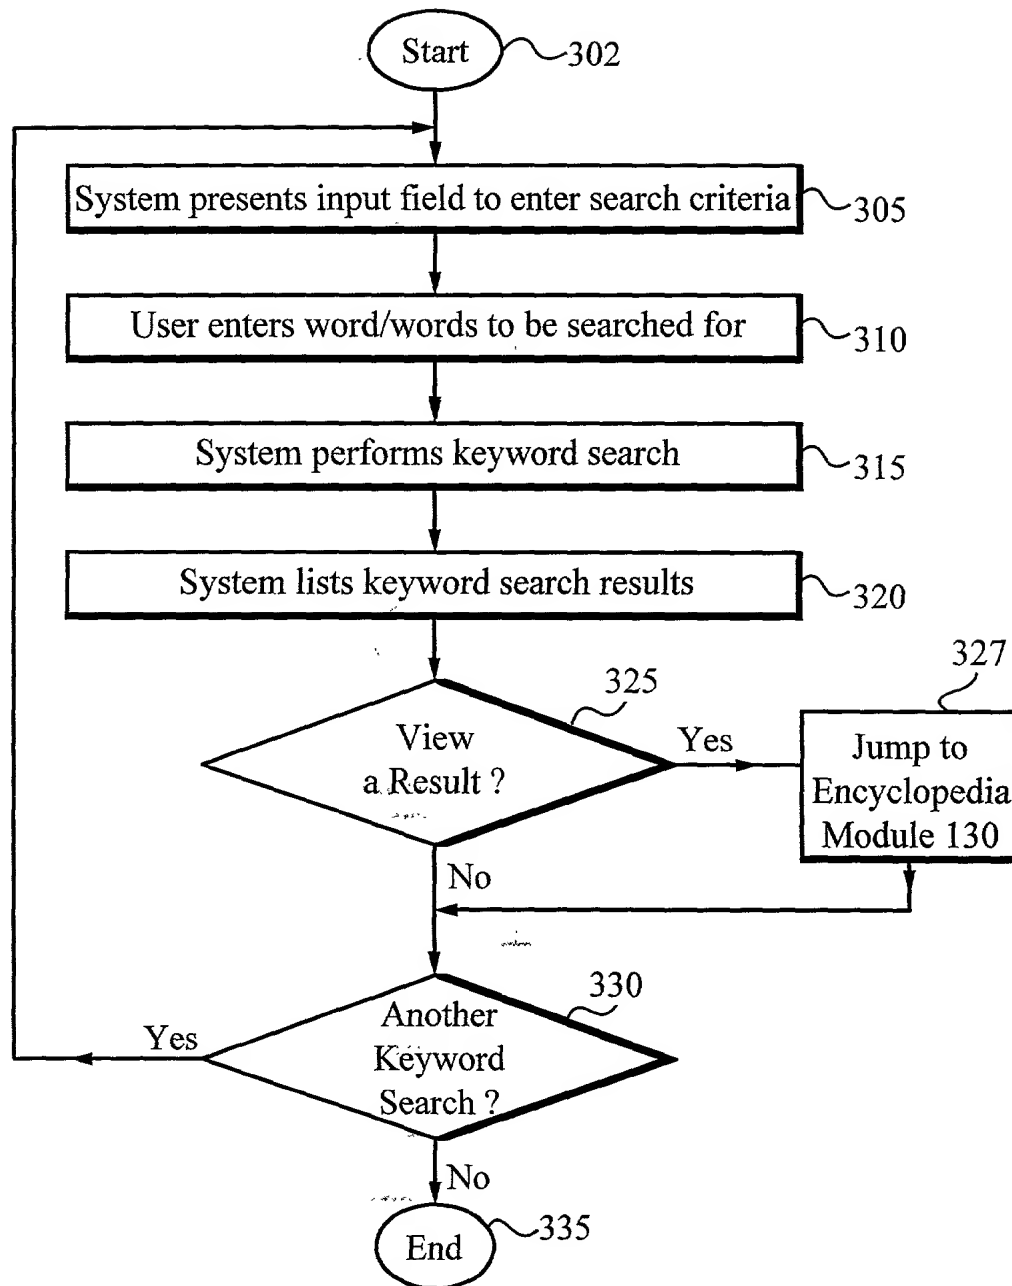 Start
302
System presents input field to enter search criteria
305
User enters word/words to be searched for
310
System performs keyword search
315
System lists keyword search results
320
327
325
View
a Result ?
Yes
Jump to
Encyclopedia
Module 130
No
330
Another
Keyword
Search ?
Yes
No
335
End